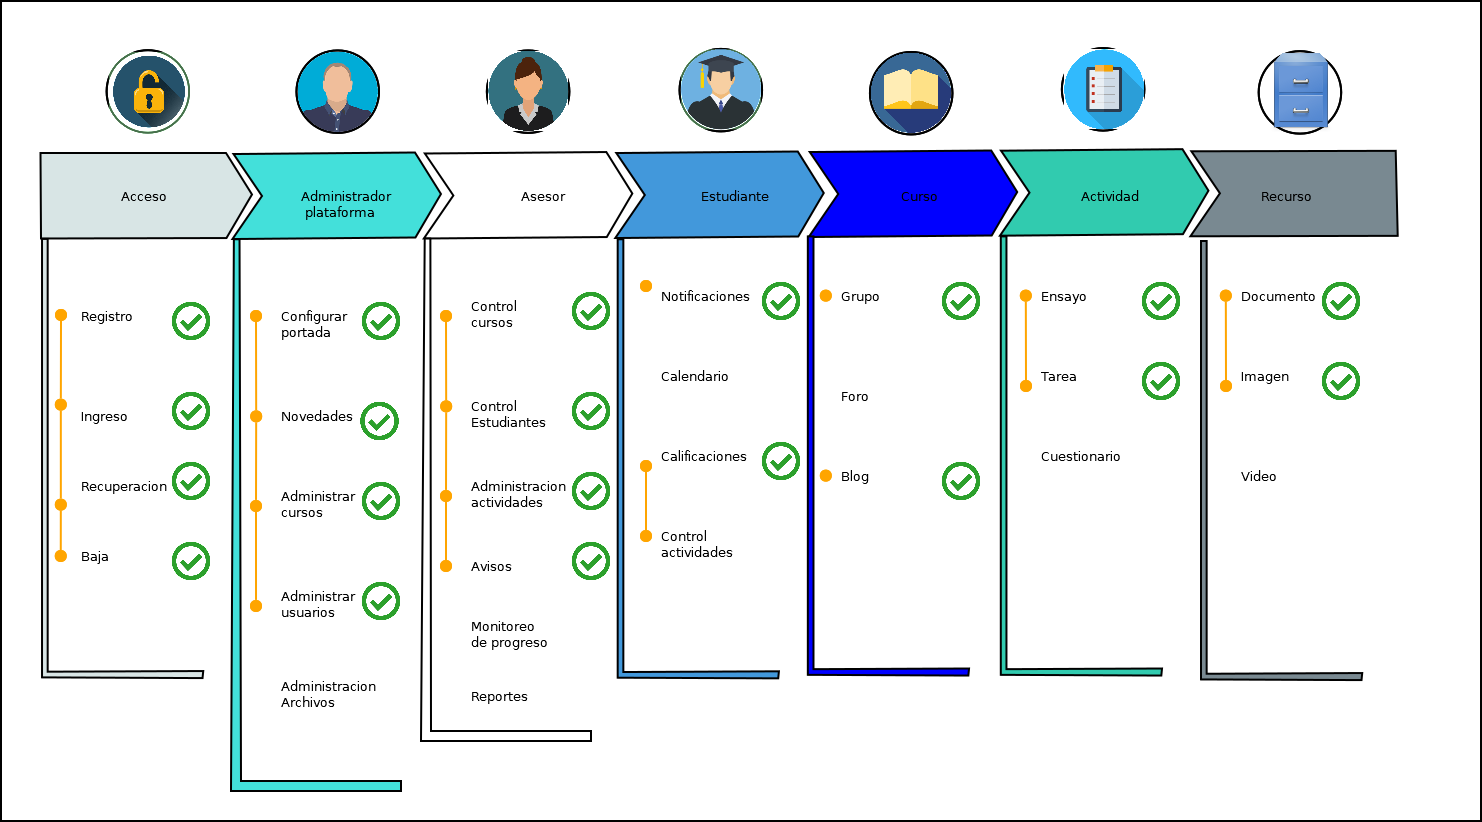 Acceso
Administrador
plataforma
Asesor
Estudiante
Curso
Actividad
Recurso
Registro
Ingreso
Recuperacion
Baja
Configurar
portada
Novedades
Administrar
cursos
Administrar
usuarios
Administracion
Archivos
Control
cursos
Control
Estudiantes
Administracion
actividades
Avisos
Monitoreo
de progreso
Reportes
Notificaciones
Calendario
Calificaciones
Control
actividades
Grupo
Foro
Blog
Ensayo
Tarea
Cuestionario
Documento
Imagen
Video